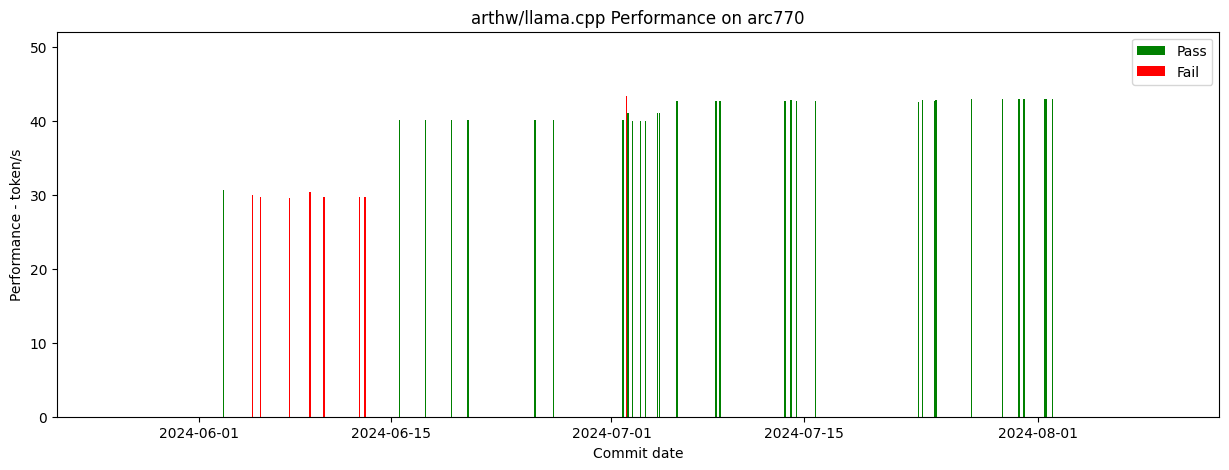 arthw/llama.cpp Performance on arc770
Performance - token/s
50
40
30
20
10
0
Pass
Fail
2024-06-01 2024-06-15 2024-07-01 2024-07-15 2024-08-01
Commit date